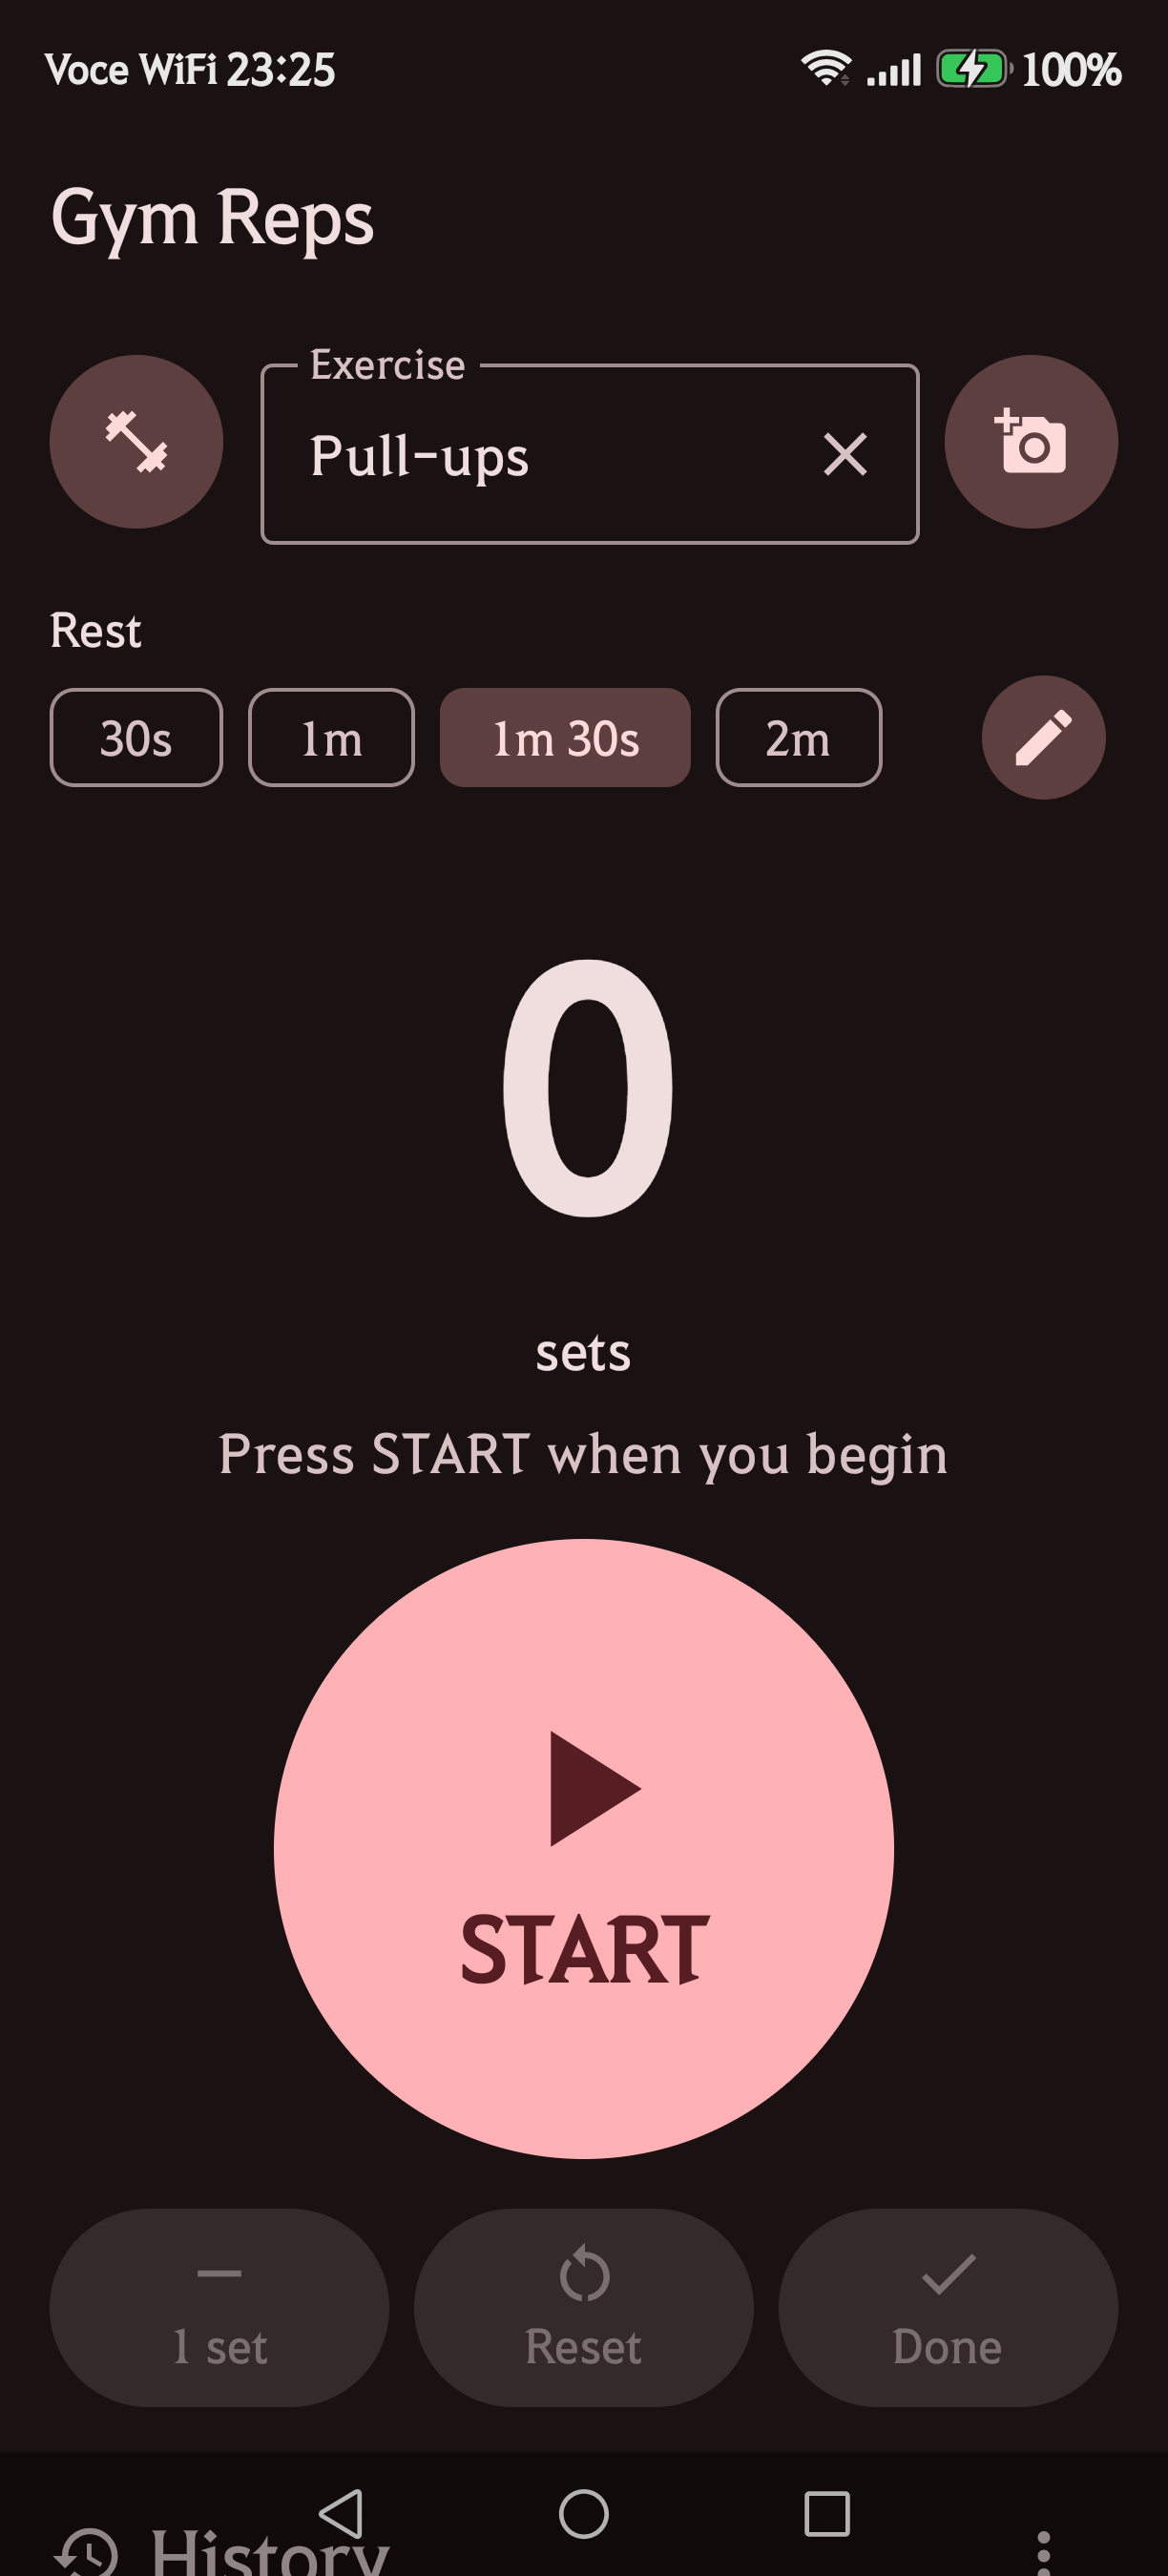 Voce WiFi 23:25 100%
Gym Reps
Exercise
Pull-ups
Rest
30s 1m 1m 30s 2m
0
sets
Press START when you begin
START
1 set Reset Done
History